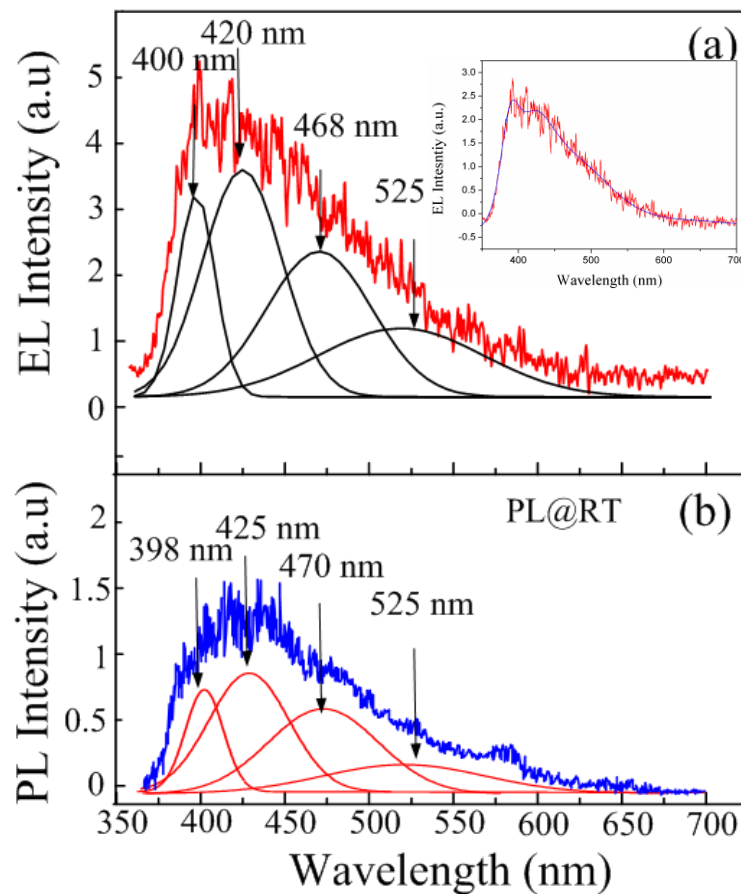 420 nm
(a)
400 nm
468 nm
525
EL Intensity (a.u)
5
4
3
2
1
0
3.0
2.5
2.0
1.5
1.0
0.5
0.0
-0.5
EL Intesntiy (a.u.)
400
500
600
700
Wavelength (nm)
PL@RT
(b)
425 nm
398 nm
470 nm
525 nm
PL Intensity (a.u)
2
1.5
1
0.5
0
350 400 450 500 550 600 650 700
Wavelength (nm)